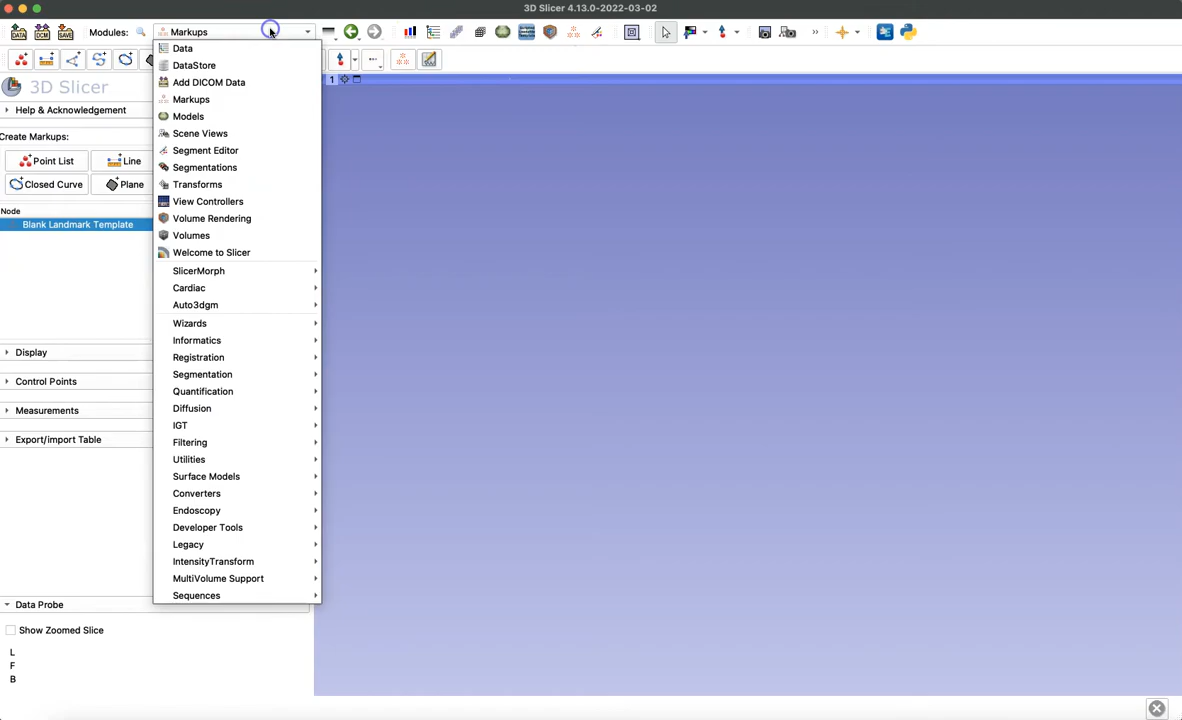 3D Slicer 4.13.0-2022-03-02
DATA
DCM
SAVE
Modules:
Markups
Data
DataStore
Add DICOM Data
Markups
Models
Scene Views
Segment Editor
Segmentations
Transforms
View Controllers
Volume Rendering
Volumes
Welcome to Slicer
SlicerMorph
Cardiac
Auto3dgm
Wizards
Informatics
Registration
Segmentation
Quantification
Diffusion
IGT
Filtering
Utilities
Surface Models
Converters
Endoscopy
Developer Tools
Legacy
IntensityTransform
MultiVolume Support
Sequences
3D Slicer
Help & Acknowledgement
Create Markups:
Point List
Line
Closed Curve
Plane
Node
Blank Landmark Template
Display
Control Points
Measurements
Export/import Table
Data Probe
Show Zoomed Slice
L
F
B
1